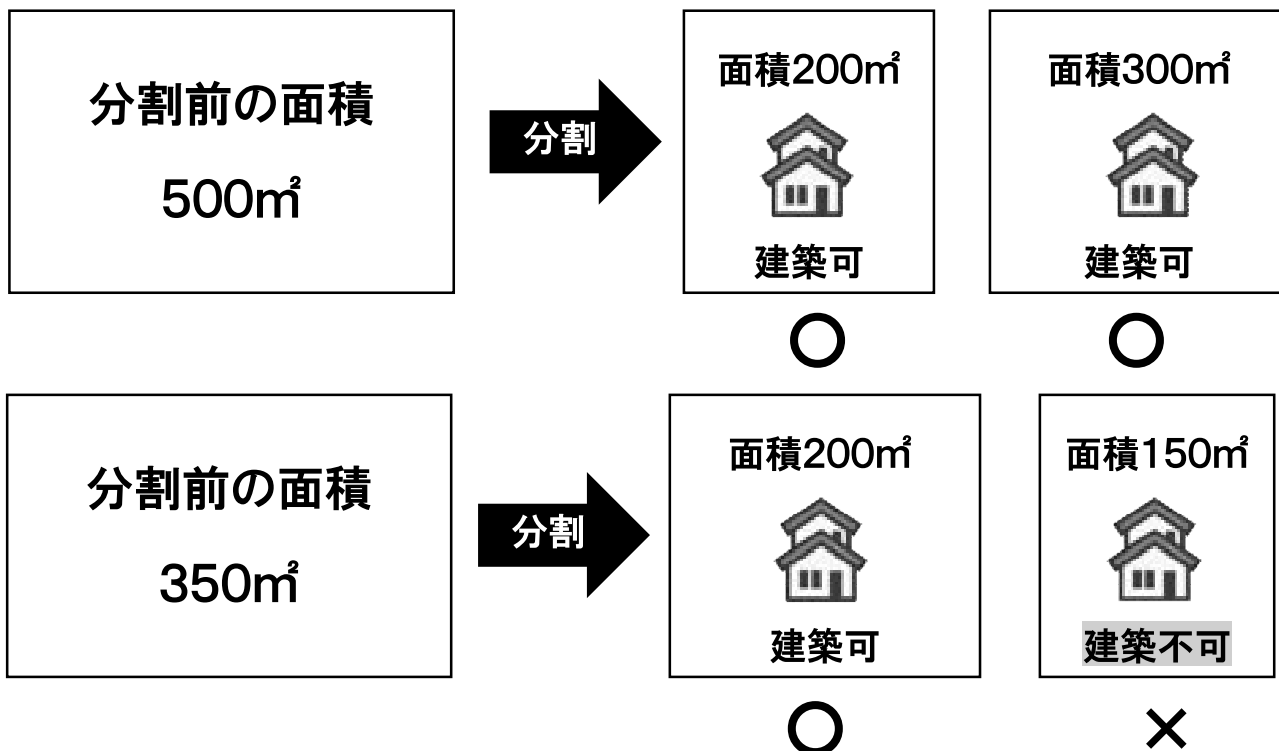 分割前の面積
500㎡
分割
面積200㎡
建築可
○
面積300㎡
建築可
○
分割前の面積
350㎡
分割
面積200㎡
建築可
○
面積150㎡
建築不可
×